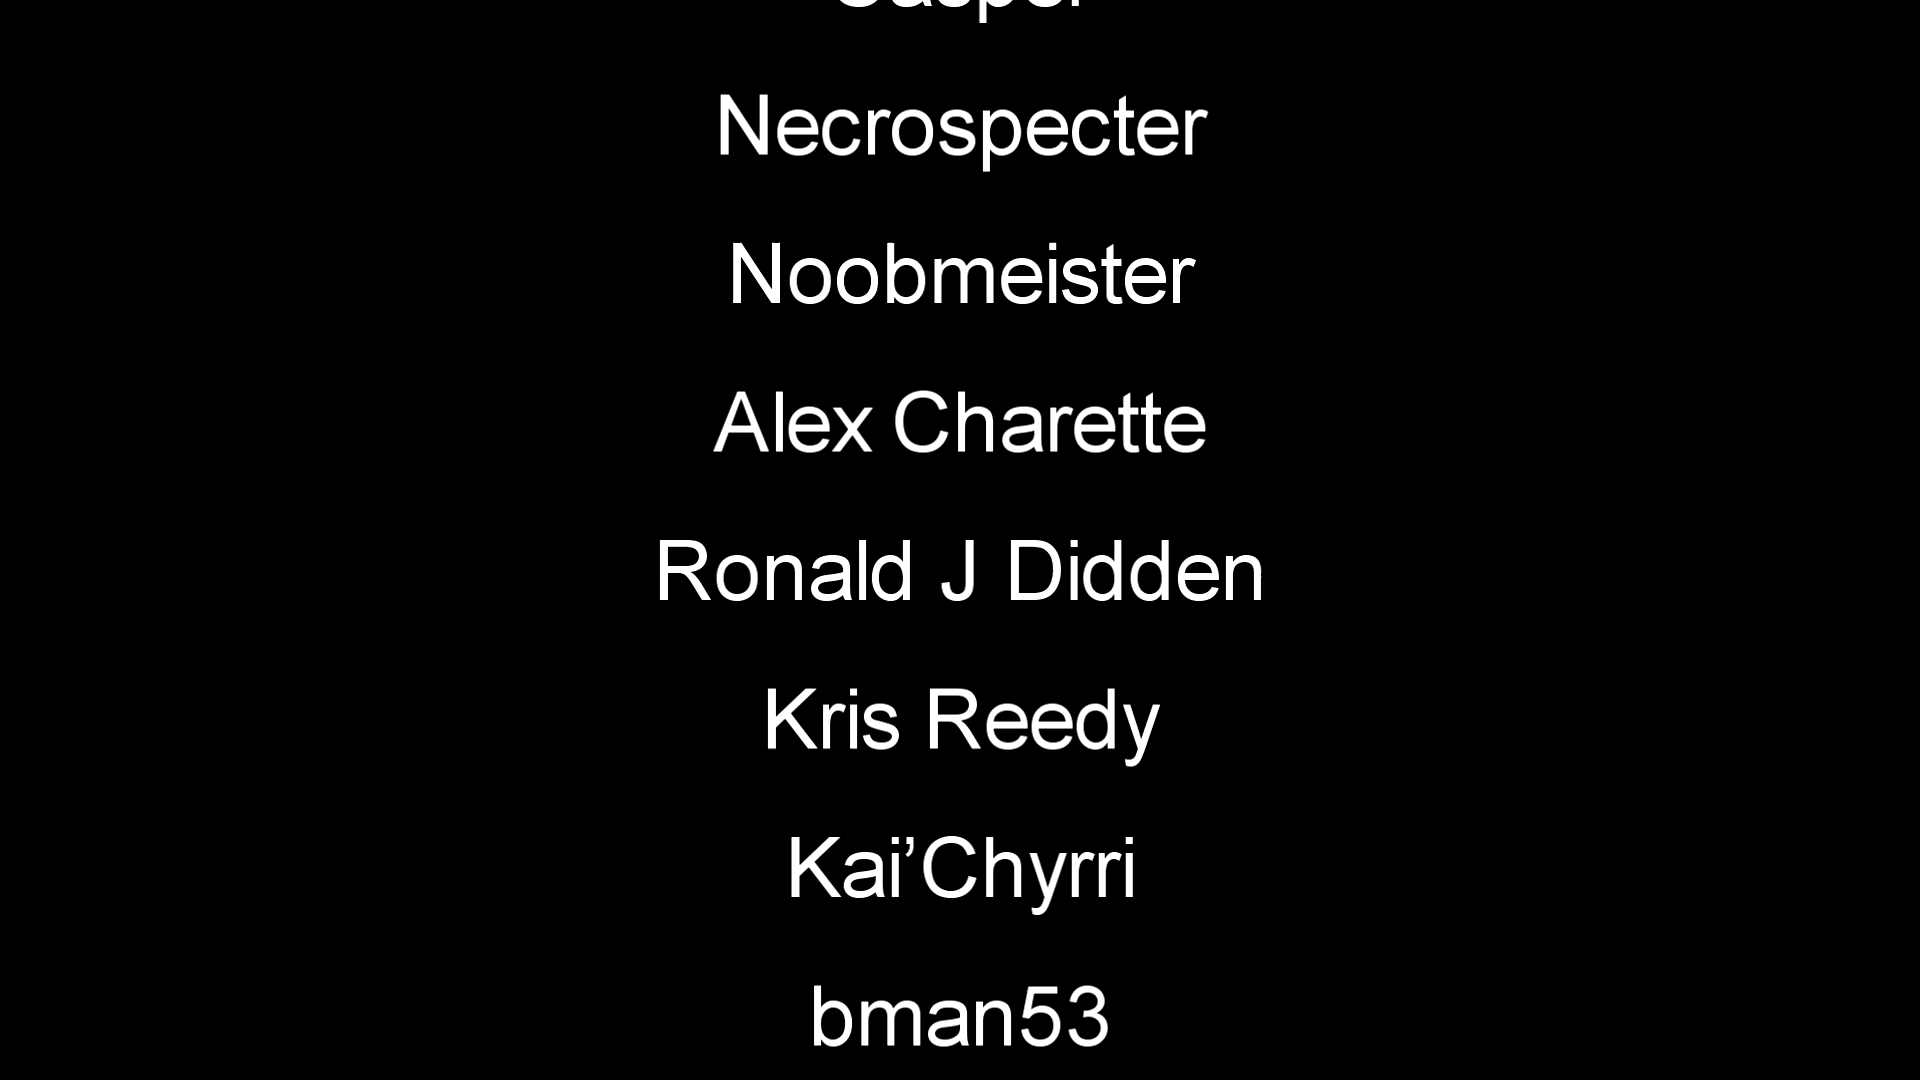 Necrospecter
Noobmeister
Alex Charette
Ronald J Didden
Kris Reedy
Kai’Chyrri
bman53